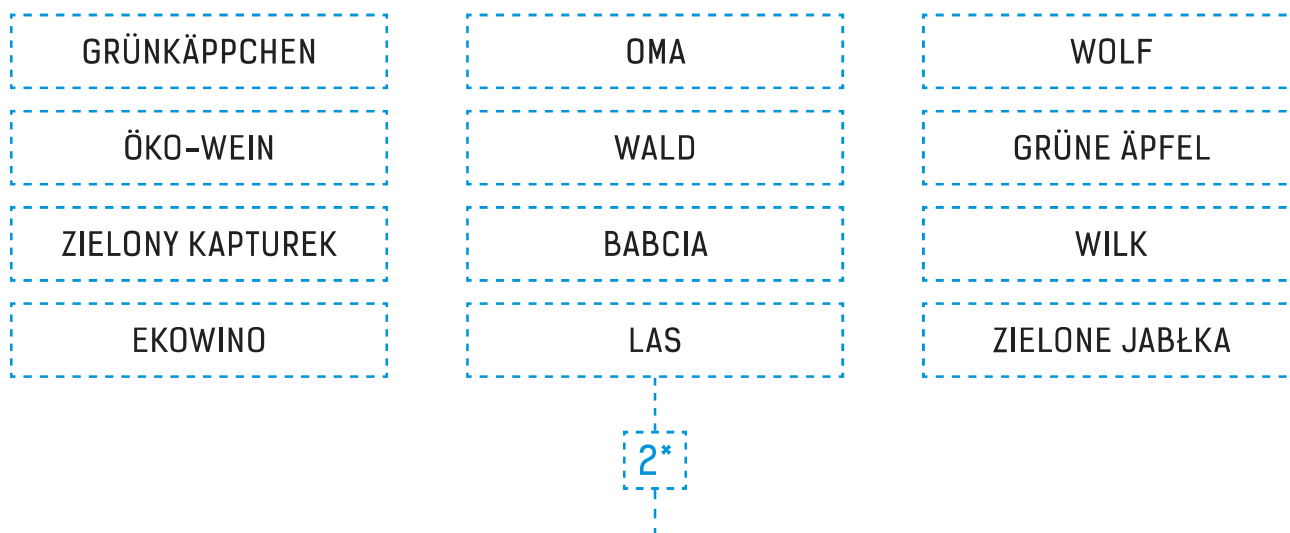 GRÜNKÄPPCHEN
OMA
WOLF
ÖKO-WEIN
WALD
GRÜNE ÄPFEL
ZIELONY KAPTUREK
BABCIA
WILK
EKOWINO
LAS
ZIELONE JABŁKA
2*